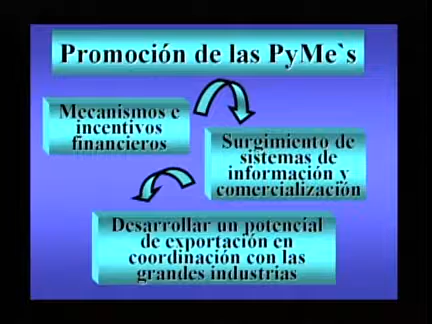 Promoción de las PyMe`s
Mecanismos e
incentivos
financieros
Surgimiento de
sistemas de
información y
comercialización
Desarrollar un potencial
de exportación en
coordinación con las
grandes industrias